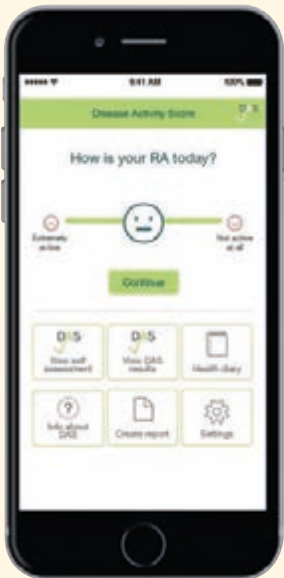 9:41 AM 100%
Disease Activity Score DAS
How is your RA today?
Extremely
active
Not active
at all
Continue
DAS
View self
assessment
DAS
View DAS
results
Health diary
?
Info about
DAS
Create report
Settings